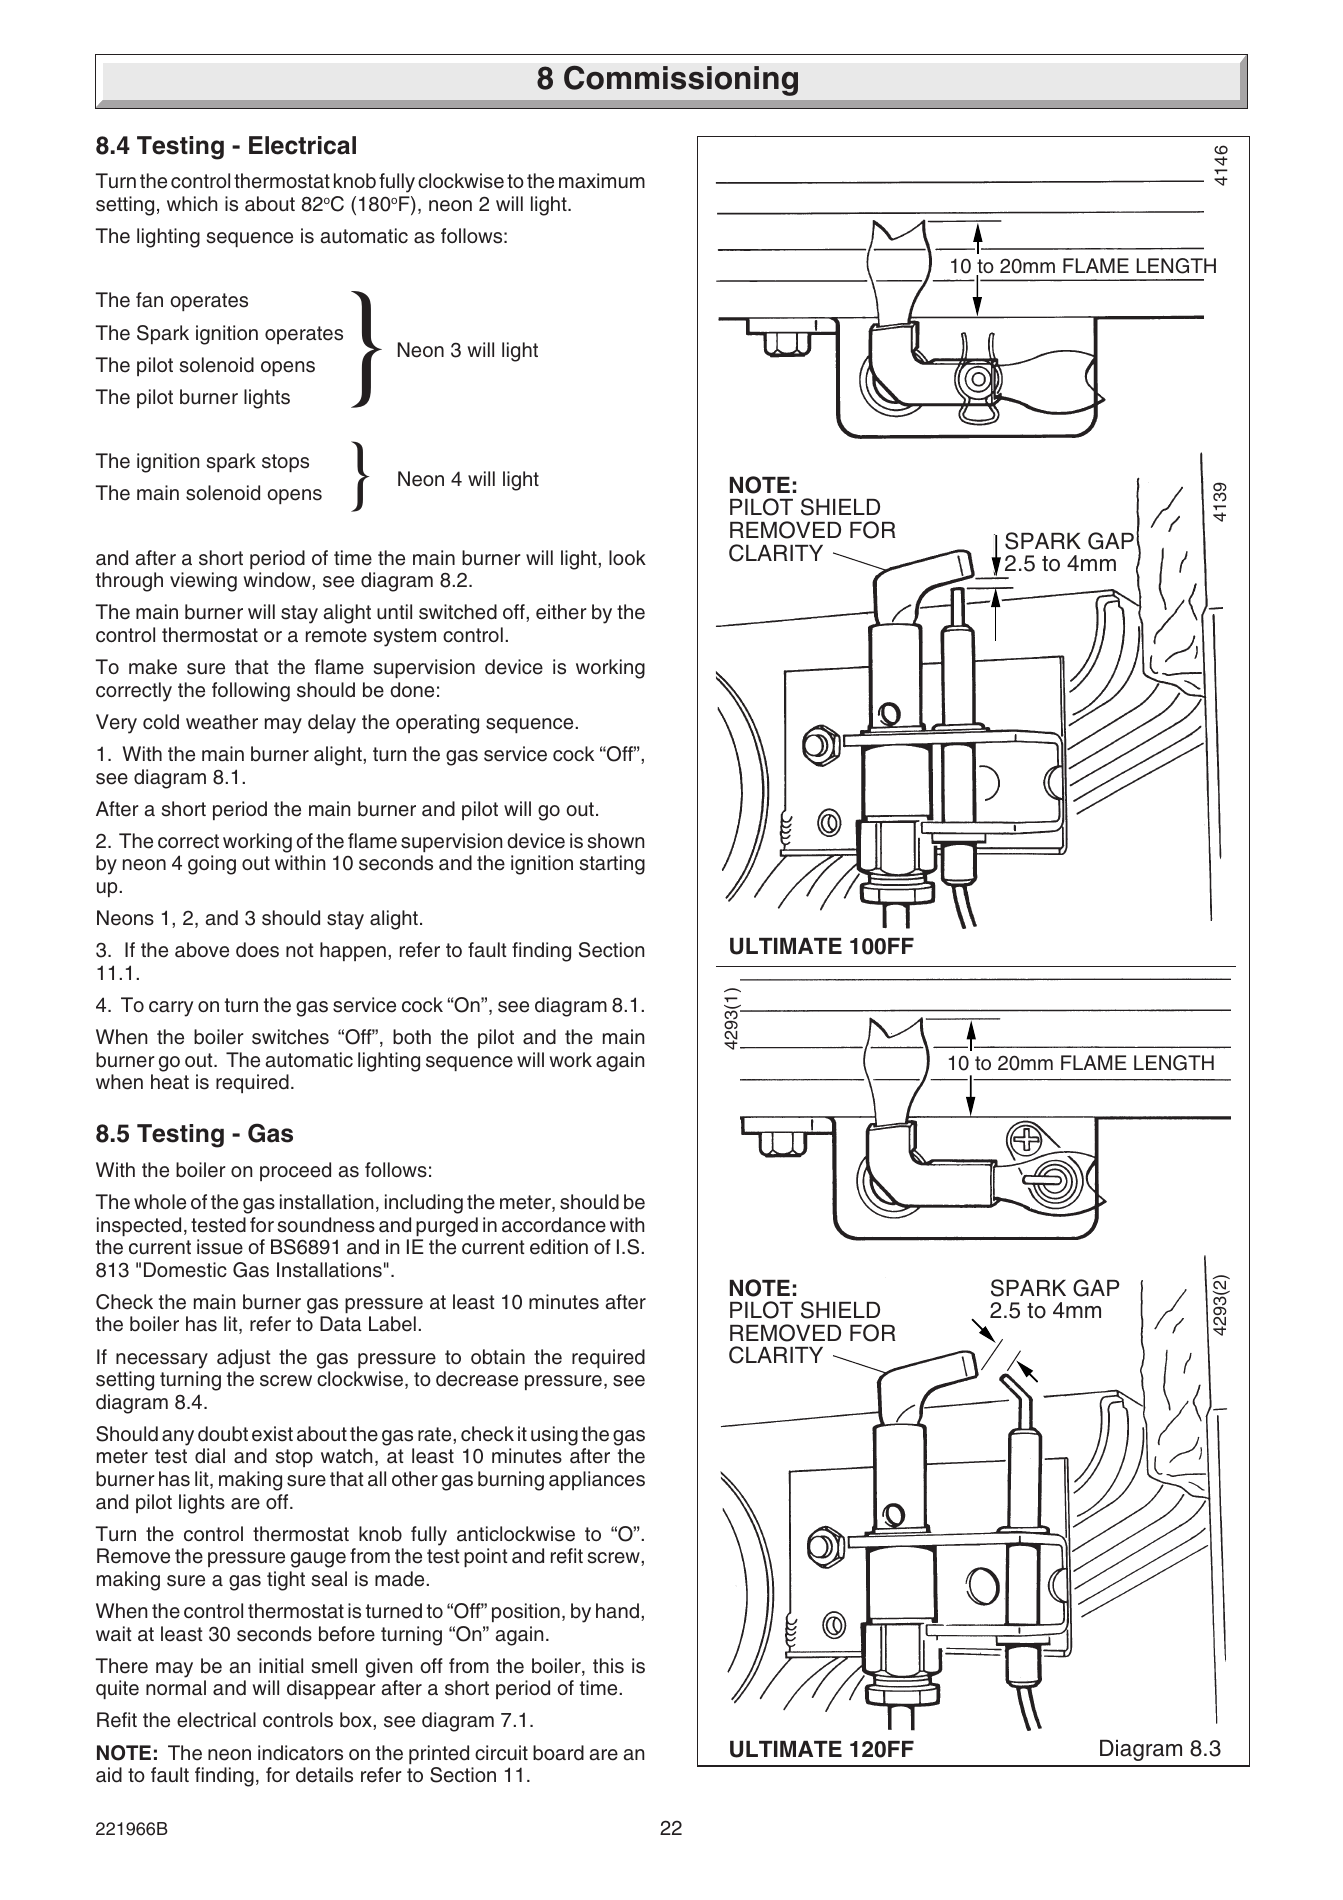 8 Commissioning
8.4 Testing - Electrical
Turn the control thermostat knob fully clockwise to the maximum
setting, which is about 82ºC (180ºF), neon 2 will light.
The lighting sequence is automatic as follows:
The fan operates
The Spark ignition operates
The pilot solenoid opens
The pilot burner lights
Neon 3 will light
The ignition spark stops
The main solenoid opens
Neon 4 will light
and after a short period of time the main burner will light, look
through viewing window, see diagram 8.2.
The main burner will stay alight until switched off, either by the
control thermostat or a remote system control.
To make sure that the flame supervision device is working
correctly the following should be done:
Very cold weather may delay the operating sequence.
1. With the main burner alight, turn the gas service cock “Off”,
see diagram 8.1.
After a short period the main burner and pilot will go out.
2. The correct working of the flame supervision device is shown
by neon 4 going out within 10 seconds and the ignition starting
up.
Neons 1, 2, and 3 should stay alight.
3. If the above does not happen, refer to fault finding Section
11.1.
4. To carry on turn the gas service cock “On”, see diagram 8.1.
When the boiler switches “Off”, both the pilot and the main
burner go out. The automatic lighting sequence will work again
when heat is required.
8.5 Testing - Gas
With the boiler on proceed as follows:
The whole of the gas installation, including the meter, should be
inspected, tested for soundness and purged in accordance with
the current issue of BS6891 and in IE the current edition of I.S.
813 "Domestic Gas Installations".
Check the main burner gas pressure at least 10 minutes after
the boiler has lit, refer to Data Label.
If necessary adjust the gas pressure to obtain the required
setting turning the screw clockwise, to decrease pressure, see
diagram 8.4.
Should any doubt exist about the gas rate, check it using the gas
meter test dial and stop watch, at least 10 minutes after the
burner has lit, making sure that all other gas burning appliances
and pilot lights are off.
Turn the control thermostat knob fully anticlockwise to “O”.
Remove the pressure gauge from the test point and refit screw,
making sure a gas tight seal is made.
When the control thermostat is turned to “Off” position, by hand,
wait at least 30 seconds before turning “On” again.
There may be an initial smell given off from the boiler, this is
quite normal and will disappear after a short period of time.
Refit the electrical controls box, see diagram 7.1.
NOTE: The neon indicators on the printed circuit board are an
aid to fault finding, for details refer to Section 11.
4146
10 to 20mm FLAME LENGTH
NOTE:
PILOT SHIELD
REMOVED FOR
CLARITY
4139
SPARK GAP
2.5 to 4mm
ULTIMATE 100FF
4293(1)
10 to 20mm FLAME LENGTH
NOTE:
PILOT SHIELD
REMOVED FOR
CLARITY
SPARK GAP
2.5 to 4mm
4293(2)
ULTIMATE 120FF
Diagram 8.3
221966B
22